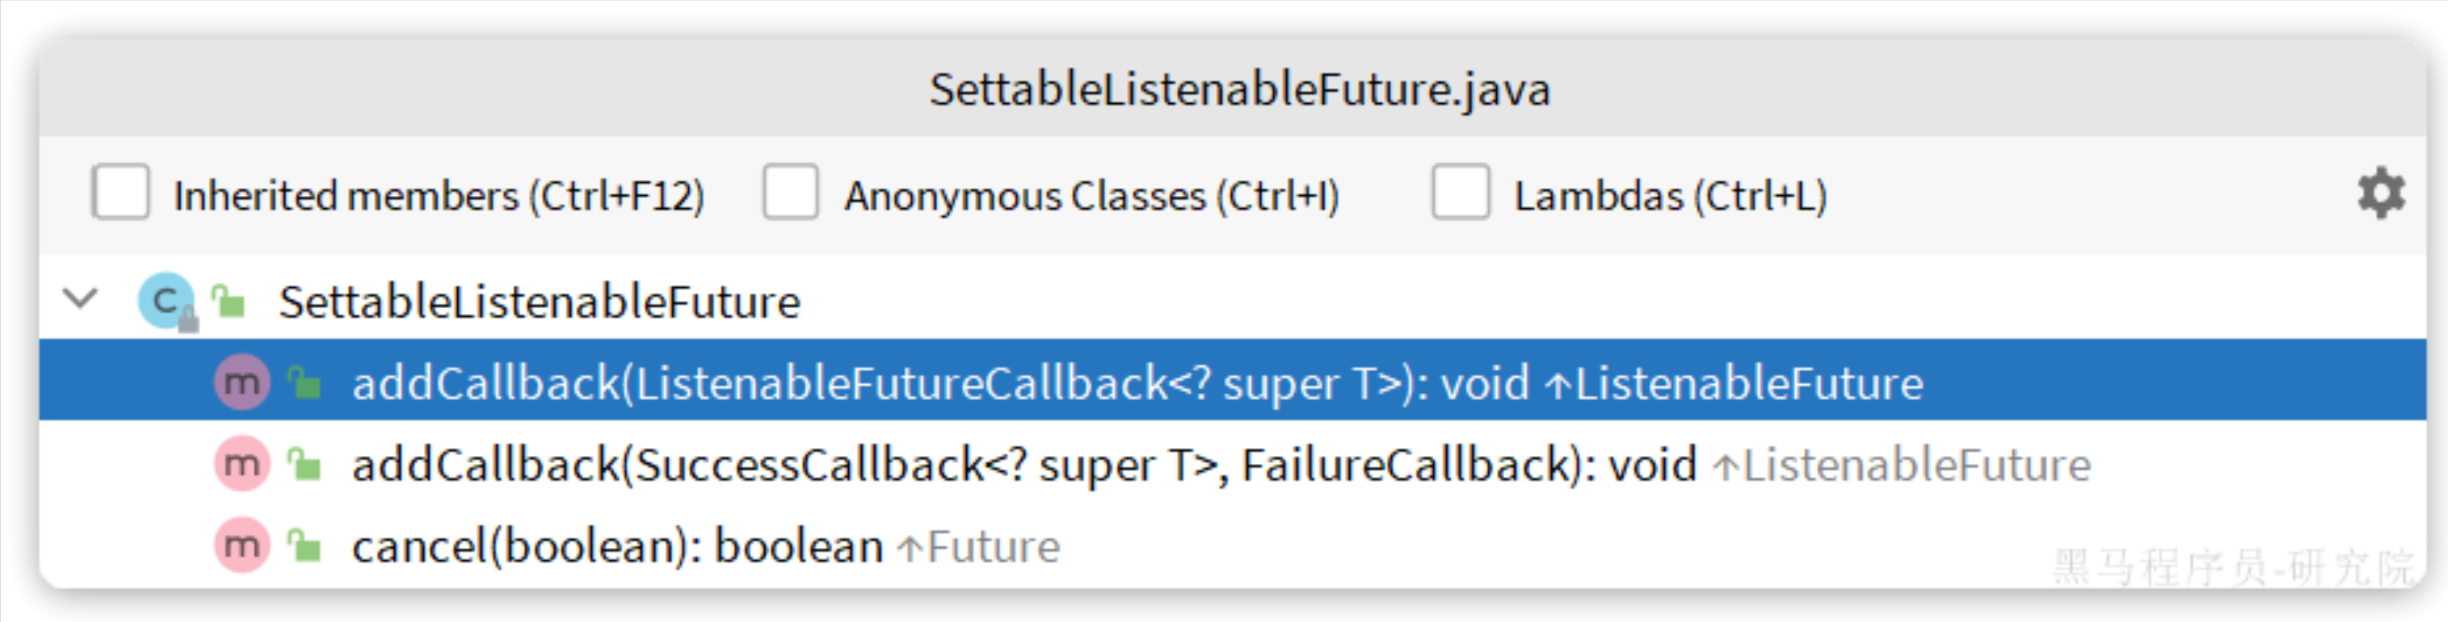 SettableListenableFuture.java
Inherited members (Ctrl+F12) Anonymous Classes (Ctrl+I) Lambdas (Ctrl+L)
C SettableListenableFuture
m addCallback(ListenableFutureCallback<? super T>): void ↑ListenableFuture
m addCallback(SuccessCallback<? super T>, FailureCallback): void ↑ListenableFuture
m cancel(boolean): boolean ↑Future
黑马程序员-研究院